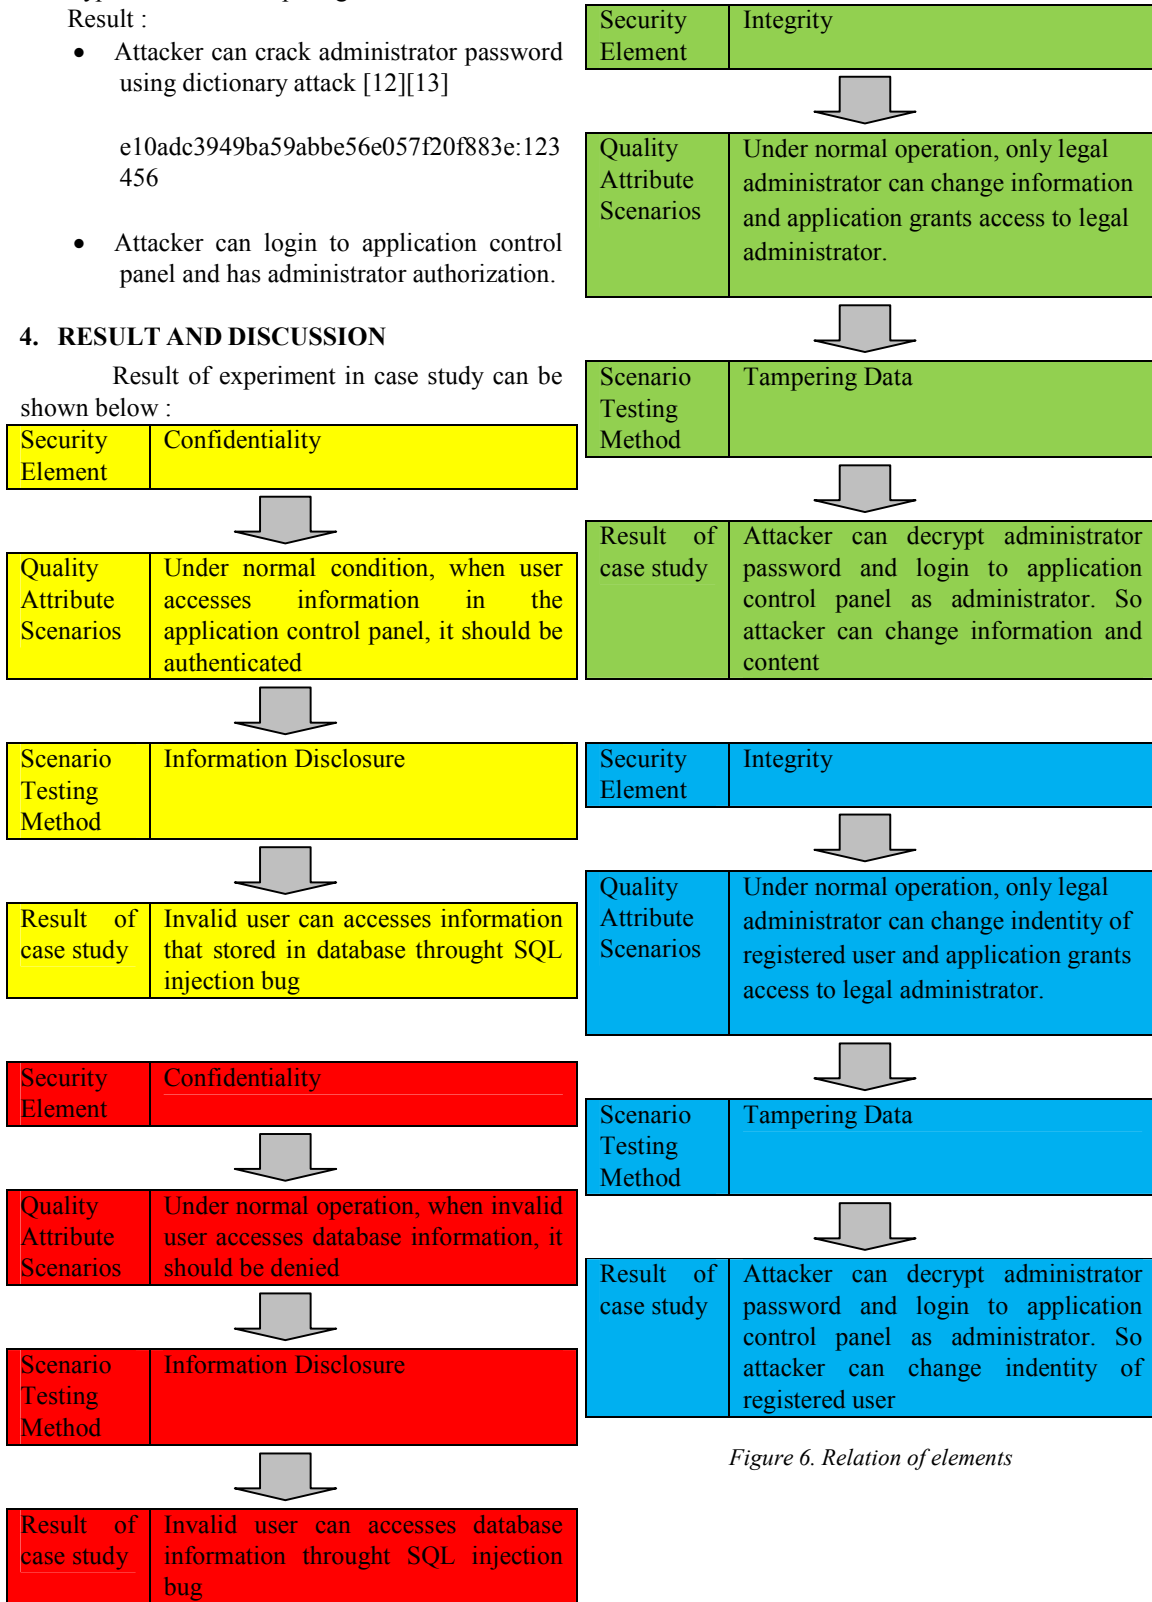 Result :
• Attacker can crack administrator password
using dictionary attack [12][13]
e10adc3949ba59abbe56e057f20f883e:123
456
• Attacker can login to application control
panel and has administrator authorization.
4. RESULT AND DISCUSSION
Result of experiment in case study can be
shown below :
Security Confidentiality
Element
Quality Under normal condition, when user
Attribute accesses information in the
Scenarios application control panel, it should be
authenticated
Scenario Information Disclosure
Testing
Method
Result of Invalid user can accesses information
case study that stored in database throught SQL
injection bug
Security Confidentiality
Element
Quality Under normal operation, when invalid
Attribute user accesses database information, it
Scenarios should be denied
Scenario Information Disclosure
Testing
Method
Result of Invalid user can accesses database
case study information throught SQL injection
bug
Security Integrity
Element
Quality Under normal operation, only legal
Attribute administrator can change information
Scenarios and application grants access to legal
administrator.
Scenario Tampering Data
Testing
Method
Result of Attacker can decrypt administrator
case study password and login to application
control panel as administrator. So
attacker can change information and
content
Security Integrity
Element
Quality Under normal operation, only legal
Attribute administrator can change indentity of
Scenarios registered user and application grants
access to legal administrator.
Scenario Tampering Data
Testing
Method
Result of Attacker can decrypt administrator
case study password and login to application
control panel as administrator. So
attacker can change indentity of
registered user
Figure 6. Relation of elements